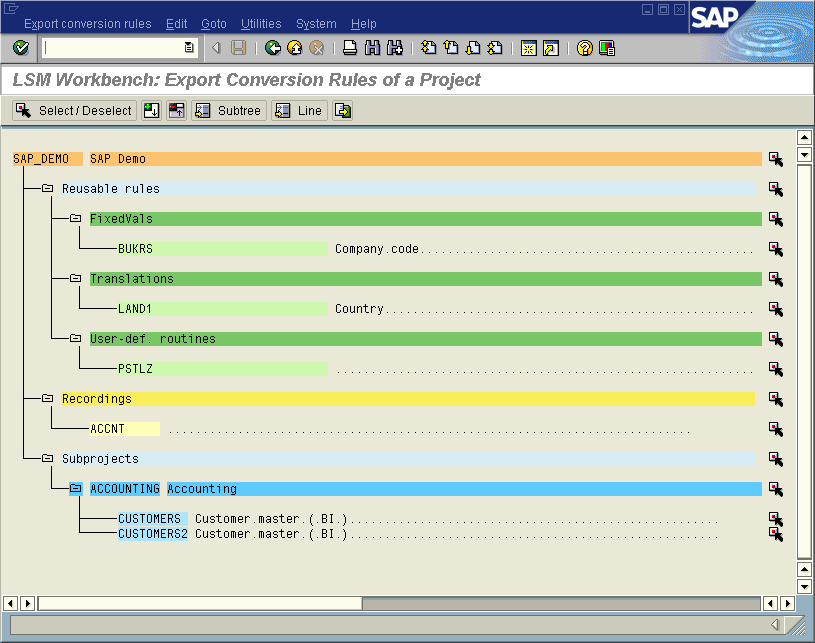 Export conversion rules Edit Goto Utilities System Help
SAP
LSM Workbench: Export Conversion Rules of a Project
Select / Deselect Subtree Line
SAP_DEMO SAP Demo
Reusable rules
FixedVals
BUKRS Company.code................................................
Translations
LAND1 Country.....................................................
User-def. routines
PSTLZ ............................................................
Recordings
ACCNT ...........................................................................
Subprojects
ACCOUNTING Accounting
CUSTOMERS Customer.master.(.BI.).....................................................
CUSTOMERS2 Customer.master.(.BI.).....................................................